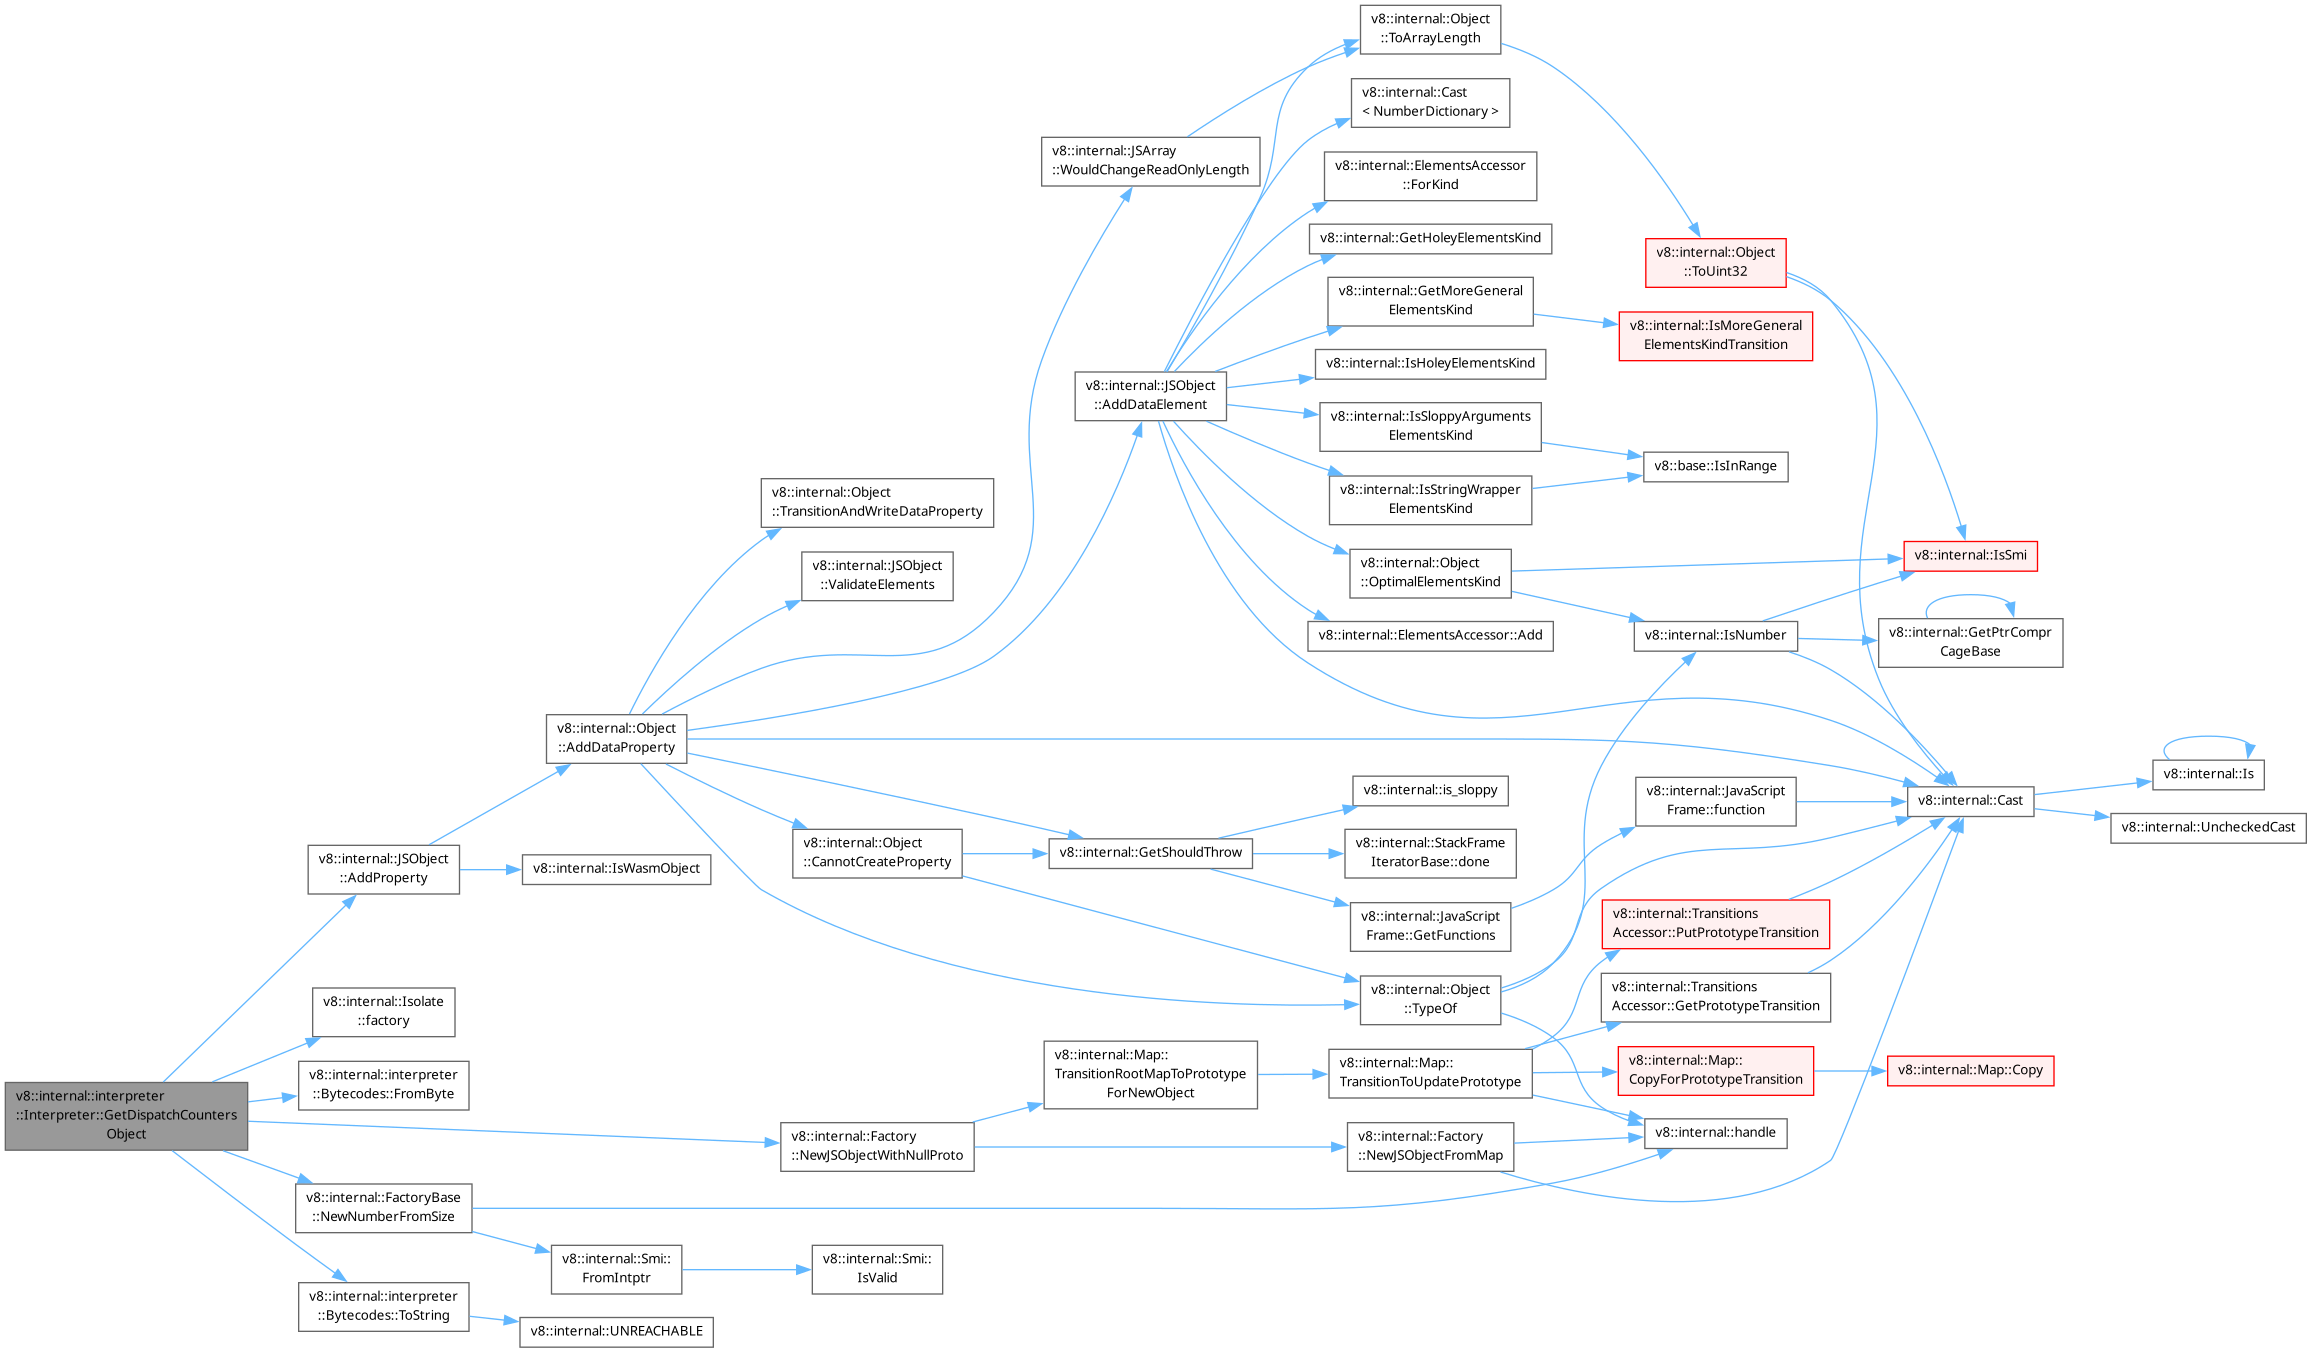 v8::internal::interpreter
::Interpreter::GetDispatchCounters
Object
v8::internal::JSObject
::AddProperty
v8::internal::Isolate
::factory
v8::internal::interpreter
::Bytecodes::FromByte
v8::internal::FactoryBase
::NewNumberFromSize
v8::internal::interpreter
::Bytecodes::ToString
v8::internal::Object
::AddDataProperty
v8::internal::IsWasmObject
v8::internal::Smi::
FromIntptr
v8::internal::UNREACHABLE
v8::internal::Object
::TransitionAndWriteDataProperty
v8::internal::JSObject
::ValidateElements
v8::internal::Object
::CannotCreateProperty
v8::internal::Factory
::NewJSObjectWithNullProto
v8::internal::Smi::
IsValid
v8::internal::JSArray
::WouldChangeReadOnlyLength
v8::internal::JSObject
::AddDataElement
v8::internal::GetShouldThrow
v8::internal::Map::
TransitionRootMapToPrototype
ForNewObject
v8::internal::Object
::ToArrayLength
v8::internal::Cast
< NumberDictionary >
v8::internal::ElementsAccessor
::ForKind
v8::internal::GetHoleyElementsKind
v8::internal::GetMoreGeneral
ElementsKind
v8::internal::IsHoleyElementsKind
v8::internal::IsSloppyArguments
ElementsKind
v8::internal::IsStringWrapper
ElementsKind
v8::internal::Object
::OptimalElementsKind
v8::internal::ElementsAccessor::Add
v8::internal::is_sloppy
v8::internal::StackFrame
IteratorBase::done
v8::internal::JavaScript
Frame::GetFunctions
v8::internal::Object
::TypeOf
v8::internal::Map::
TransitionToUpdatePrototype
v8::internal::Factory
::NewJSObjectFromMap
v8::internal::Object
::ToUint32
v8::internal::IsMoreGeneral
ElementsKindTransition
v8::base::IsInRange
v8::internal::IsNumber
v8::internal::JavaScript
Frame::function
v8::internal::Transitions
Accessor::PutPrototypeTransition
v8::internal::Transitions
Accessor::GetPrototypeTransition
v8::internal::Map::
CopyForPrototypeTransition
v8::internal::handle
v8::internal::IsSmi
v8::internal::GetPtrCompr
CageBase
v8::internal::Cast
v8::internal::Map::Copy
v8::internal::Is
v8::internal::UncheckedCast